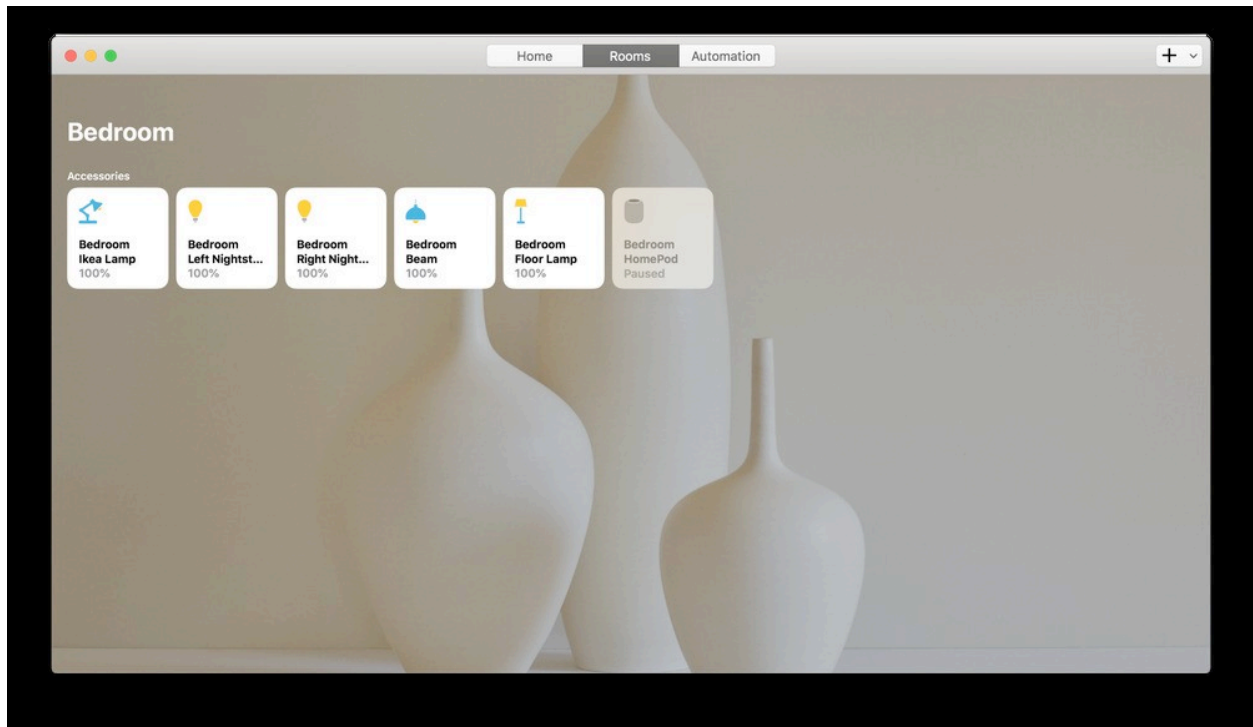 Home Rooms Automation
Bedroom
Accessories
Bedroom
Ikea Lamp
100%
Bedroom
Left Nightst...
100%
Bedroom
Right Night...
100%
Bedroom
Beam
100%
Bedroom
Floor Lamp
100%
Bedroom
HomePod
Paused